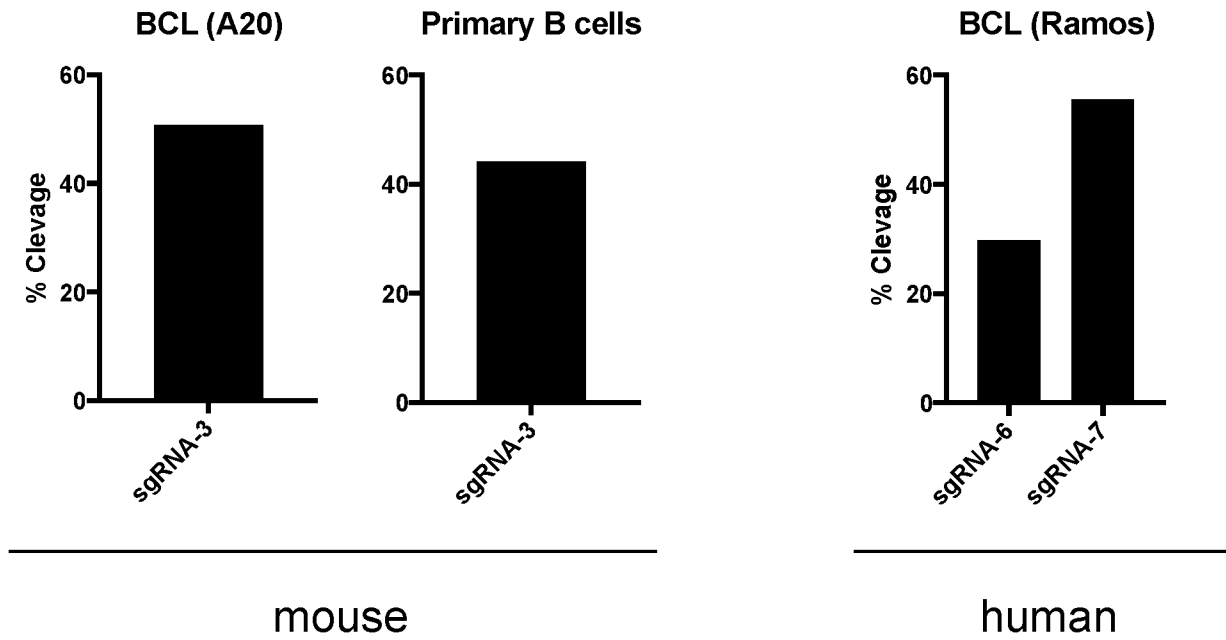 BCL (A20)
% Clevage
60
40
20
0
sgRNA-3
Primary B cells
60
40
20
0
sgRNA-3
mouse
BCL (Ramos)
% Clevage
60
40
20
0
sgRNA-6
sgRNA-7
human